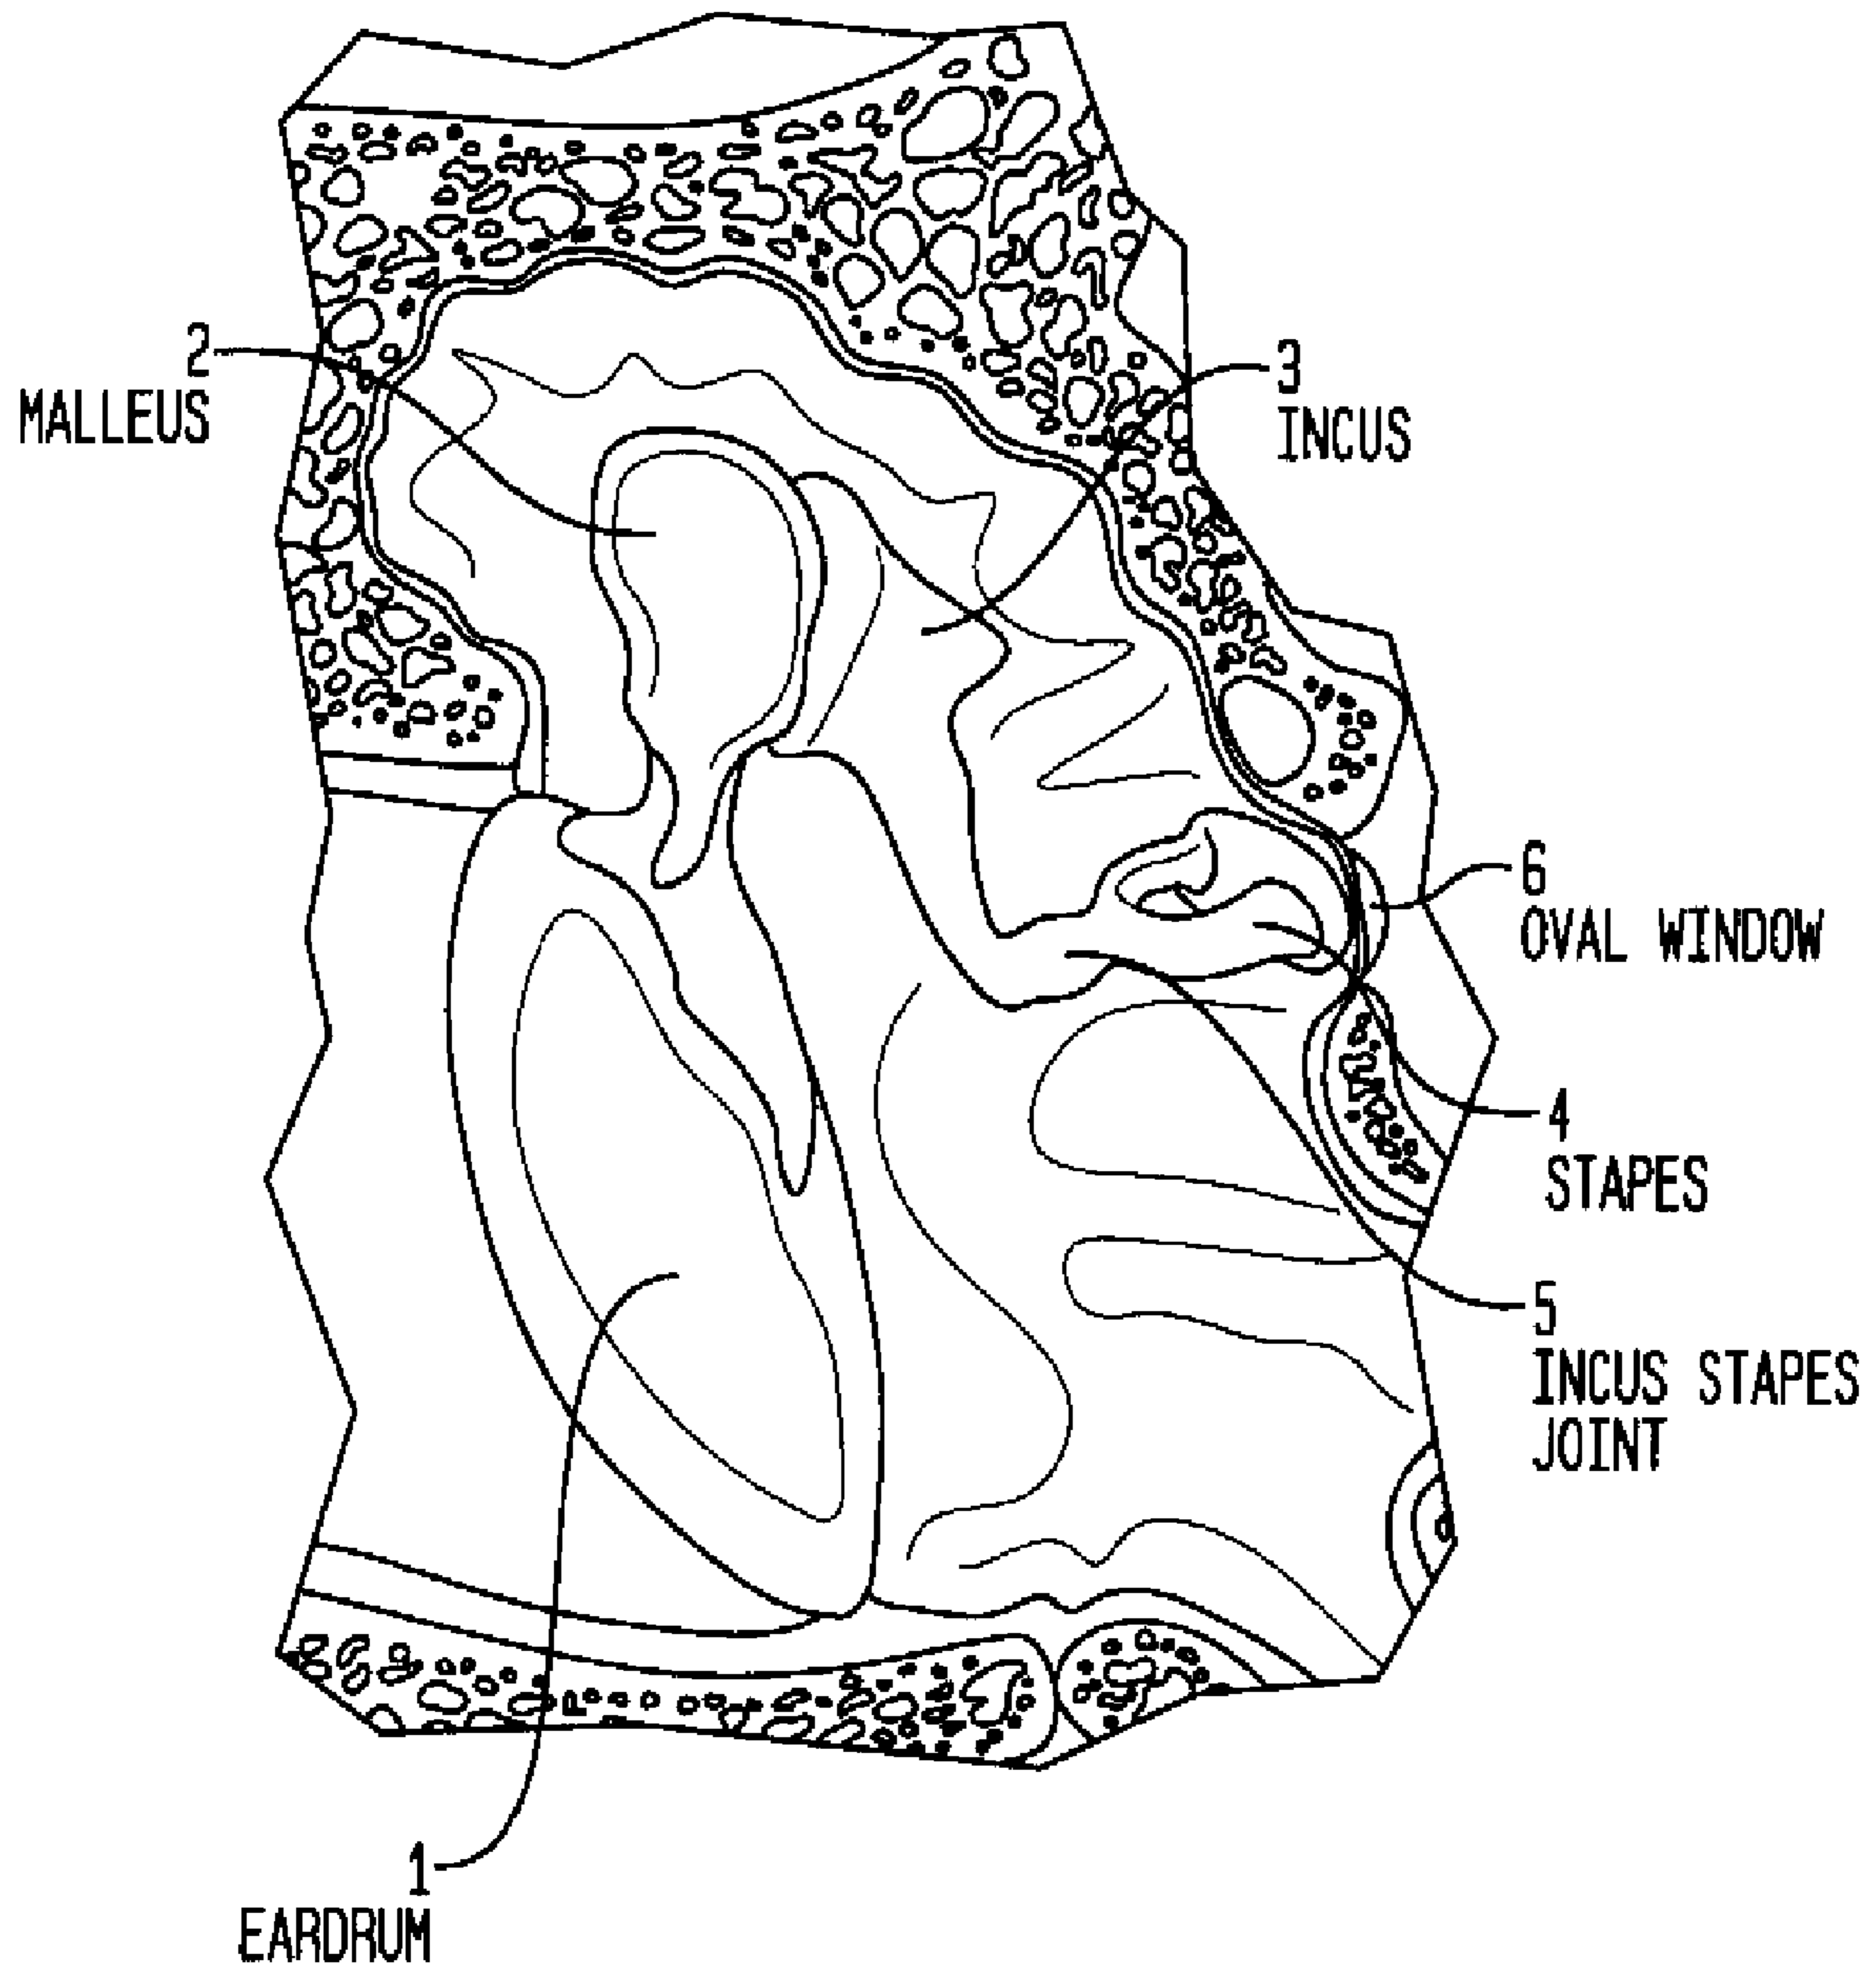 2
MALLEUS
3
INCUS
6
OVAL WINDOW
4
STAPES
5
INCUS STAPES
JOINT
1
EARDRUM